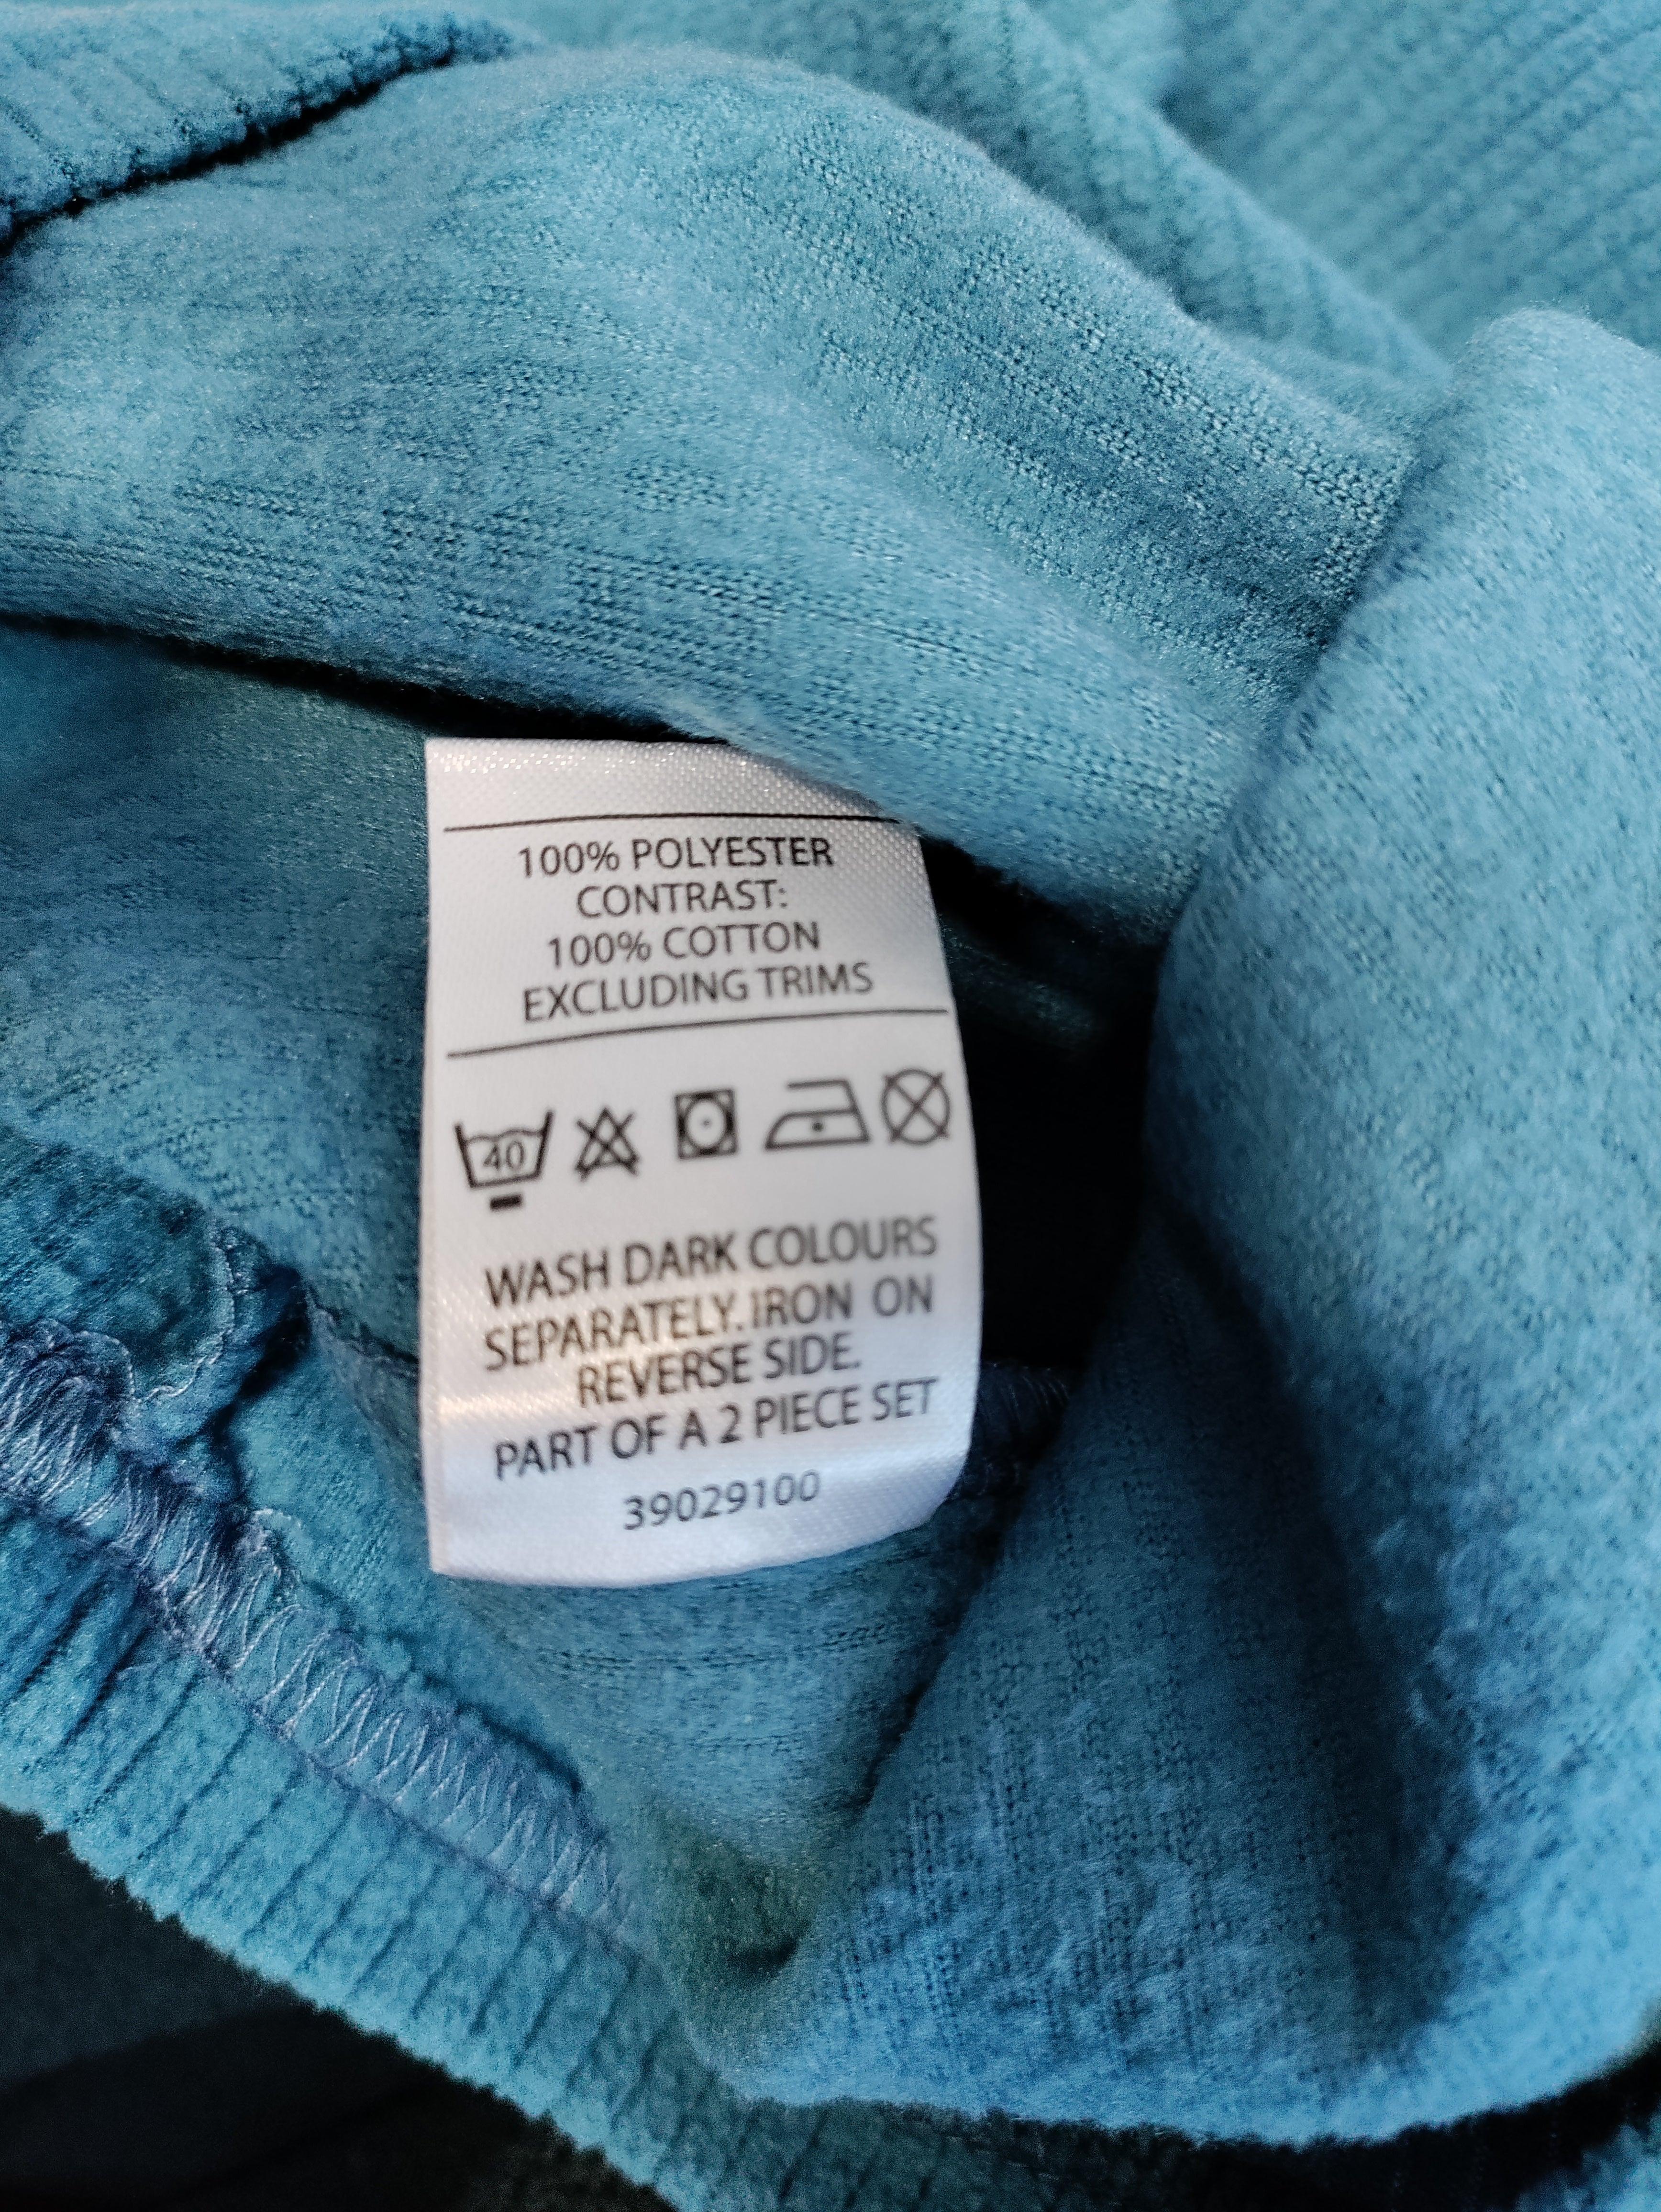 100% POLYESTER
CONTRAST:
100% COTTON
EXCLUDING TRIMS
40
WASH DARK COLOURS
SEPARATELY. IRON ON
REVERSE SIDE.
PART OF A 2 PIECE SET
39029100